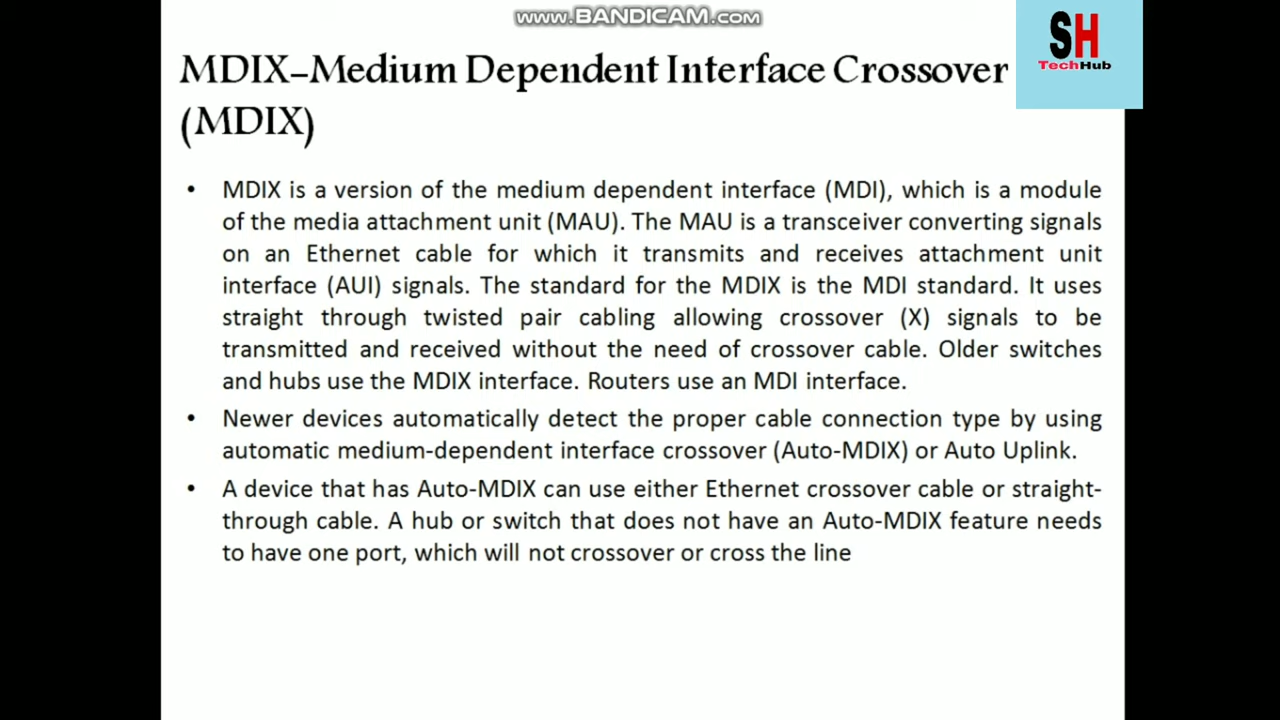 www.BANDICAM.com
SH
TechHub
MDIX–Medium Dependent Interface Crossover
(MDIX)
• MDIX is a version of the medium dependent interface (MDI), which is a module
of the media attachment unit (MAU). The MAU is a transceiver converting signals
on an Ethernet cable for which it transmits and receives attachment unit
interface (AUI) signals. The standard for the MDIX is the MDI standard. It uses
straight through twisted pair cabling allowing crossover (X) signals to be
transmitted and received without the need of crossover cable. Older switches
and hubs use the MDIX interface. Routers use an MDI interface.
• Newer devices automatically detect the proper cable connection type by using
automatic medium-dependent interface crossover (Auto-MDIX) or Auto Uplink.
• A device that has Auto-MDIX can use either Ethernet crossover cable or straight-
through cable. A hub or switch that does not have an Auto-MDIX feature needs
to have one port, which will not crossover or cross the line